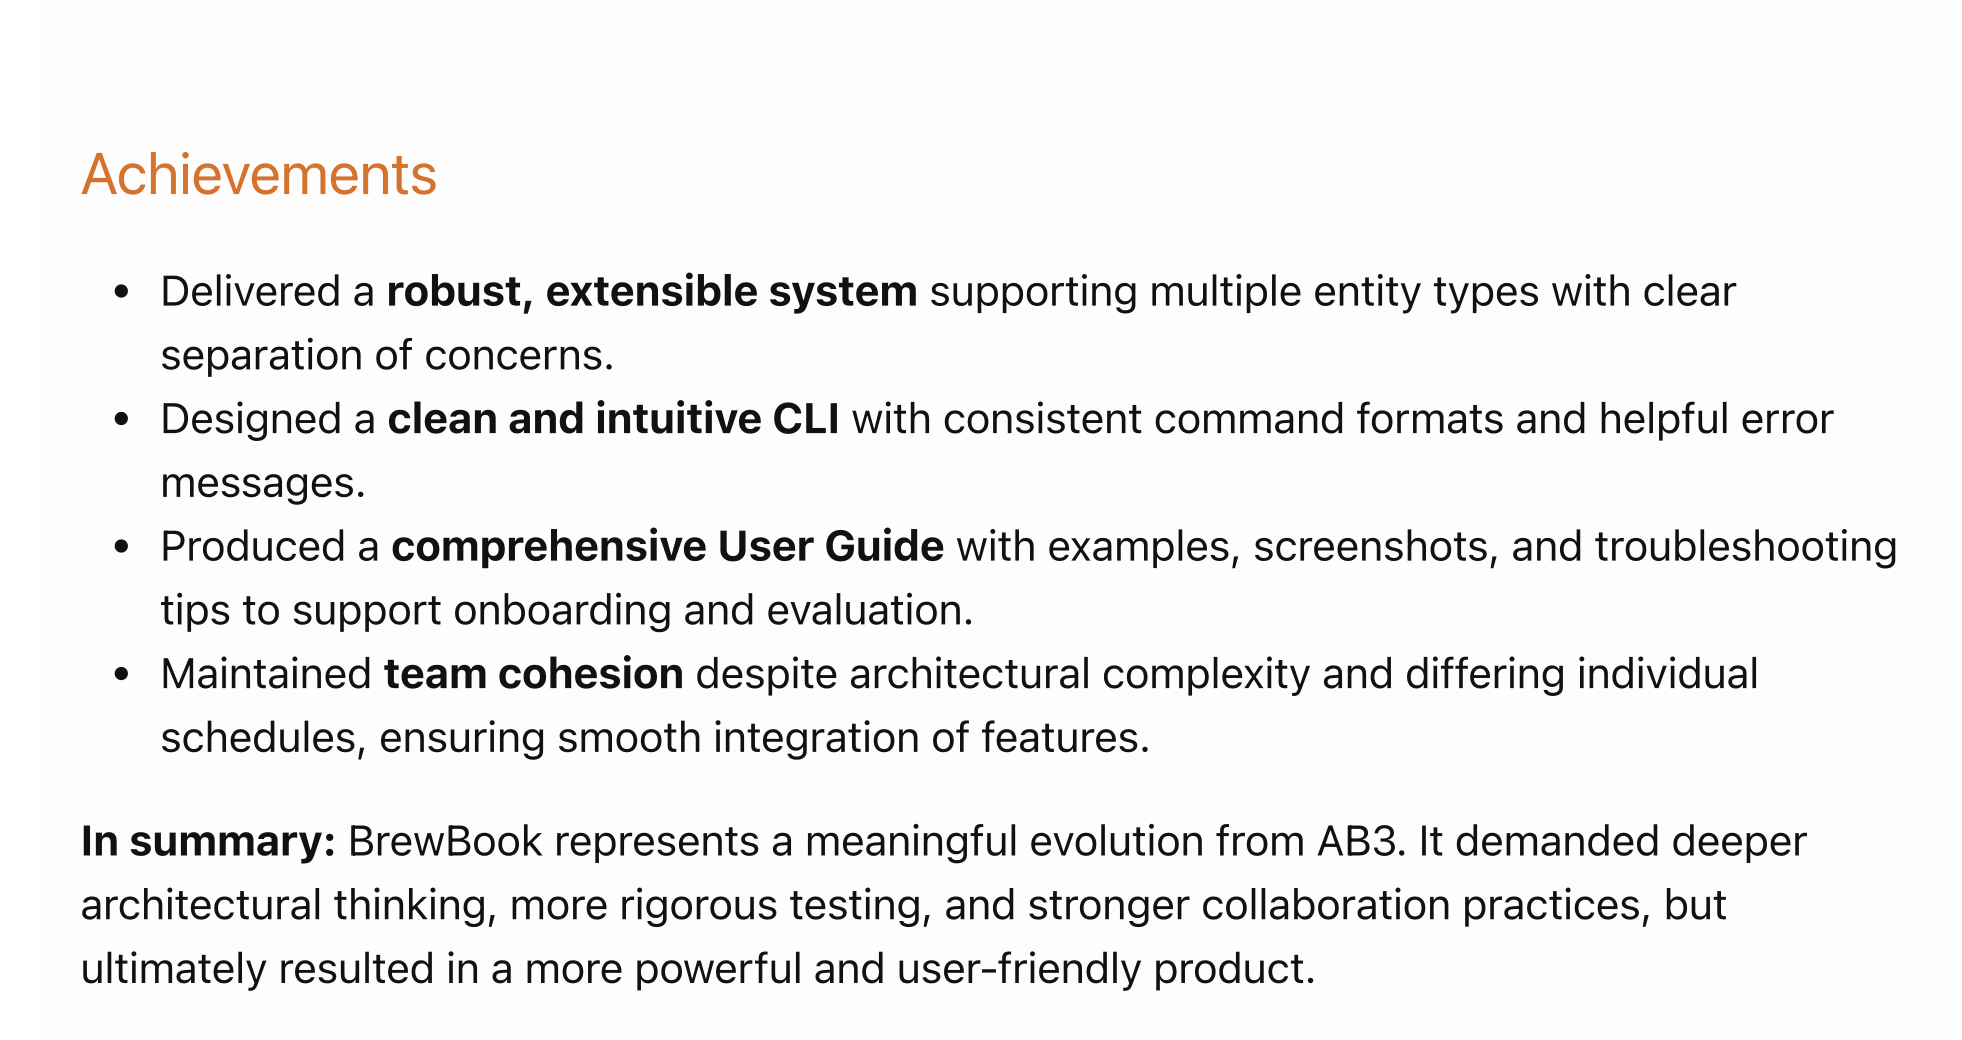 Achievements
• Delivered a robust, extensible system supporting multiple entity types with clear
separation of concerns.
• Designed a clean and intuitive CLI with consistent command formats and helpful error
messages.
• Produced a comprehensive User Guide with examples, screenshots, and troubleshooting
tips to support onboarding and evaluation.
• Maintained team cohesion despite architectural complexity and differing individual
schedules, ensuring smooth integration of features.
In summary: BrewBook represents a meaningful evolution from AB3. It demanded deeper
architectural thinking, more rigorous testing, and stronger collaboration practices, but
ultimately resulted in a more powerful and user-friendly product.